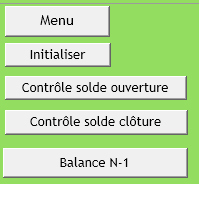 Menu
Initialiser
Contrôle solde ouverture
Contrôle solde clôture
Balance N-1